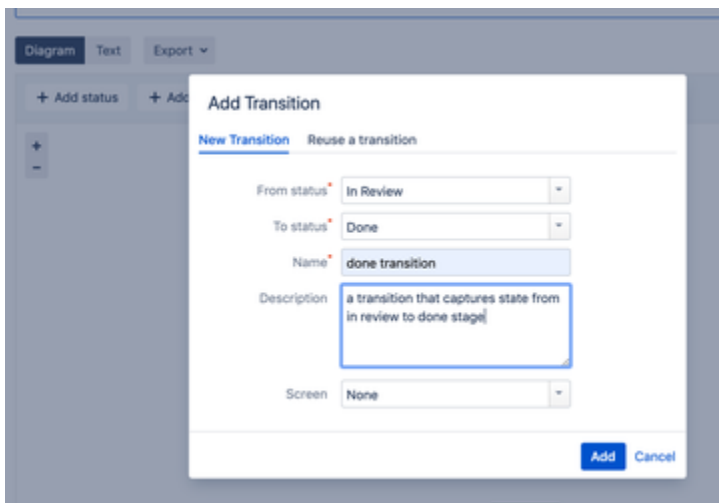 Diagram Text Export
+ Add status + Add
+
−
Add Transition
New Transition Reuse a transition
From status* In Review
To status* Done
Name* done transition
Description a transition that captures state from
in review to done stage
Screen None
Add Cancel